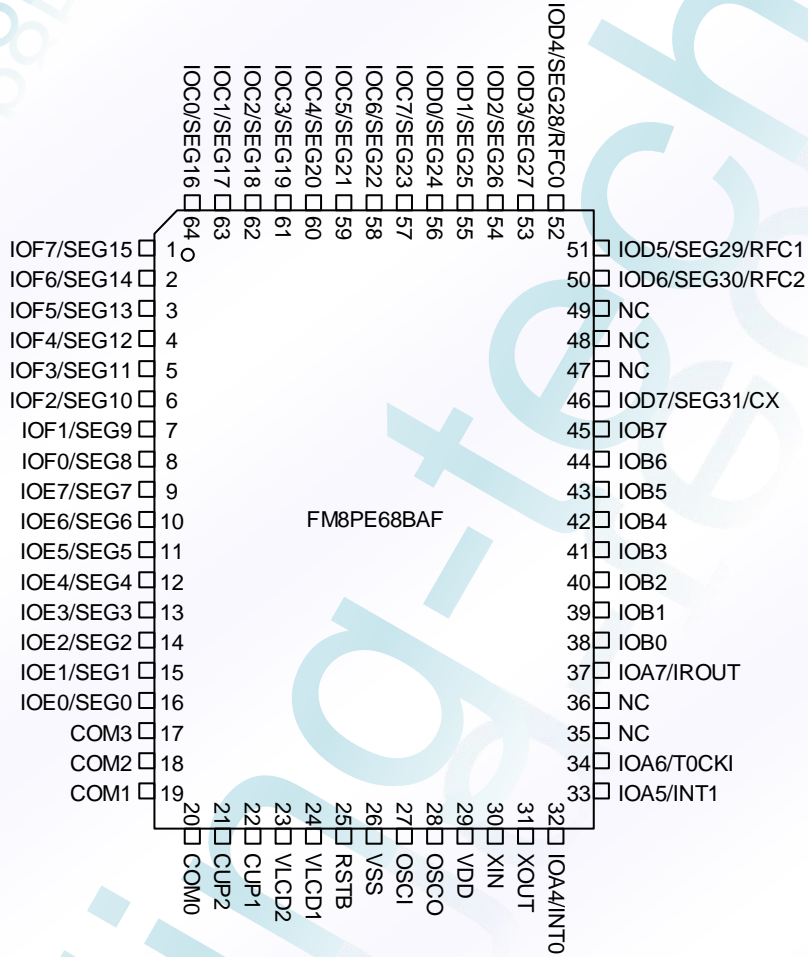 IOD4/SEG28/RFC0
IOD3/SEG27
IOD2/SEG26
IOD1/SEG25
IOD0/SEG24
IOC7/SEG23
IOC6/SEG22
IOC5/SEG21
IOC4/SEG20
IOC3/SEG19
IOC2/SEG18
IOC1/SEG17
IOC0/SEG16
64 63 62 61 60 59 58 57 56 55 54 53 52
IOF7/SEG15 1
IOF6/SEG14 2
IOF5/SEG13 3
IOF4/SEG12 4
IOF3/SEG11 5
IOF2/SEG10 6
IOF1/SEG9 7
IOF0/SEG8 8
IOE7/SEG7 9
IOE6/SEG6 10
IOE5/SEG5 11
IOE4/SEG4 12
IOE3/SEG3 13
IOE2/SEG2 14
IOE1/SEG1 15
IOE0/SEG0 16
COM3 17
COM2 18
COM1 19
FM8PE68BAF
51 IOD5/SEG29/RFC1
50 IOD6/SEG30/RFC2
49 NC
48 NC
47 NC
46 IOD7/SEG31/CX
45 IOB7
44 IOB6
43 IOB5
42 IOB4
41 IOB3
40 IOB2
39 IOB1
38 IOB0
37 IOA7/IROUT
36 NC
35 NC
34 IOA6/T0CKI
33 IOA5/INT1
20 COM0
21 CUP2
22 CUP1
23 VLCD2
24 VLCD1
25 RSTB
26 VSS
27 OSCI
28 OSCO
29 VDD
30 XIN
31 XOUT
32 IOA4/INT0